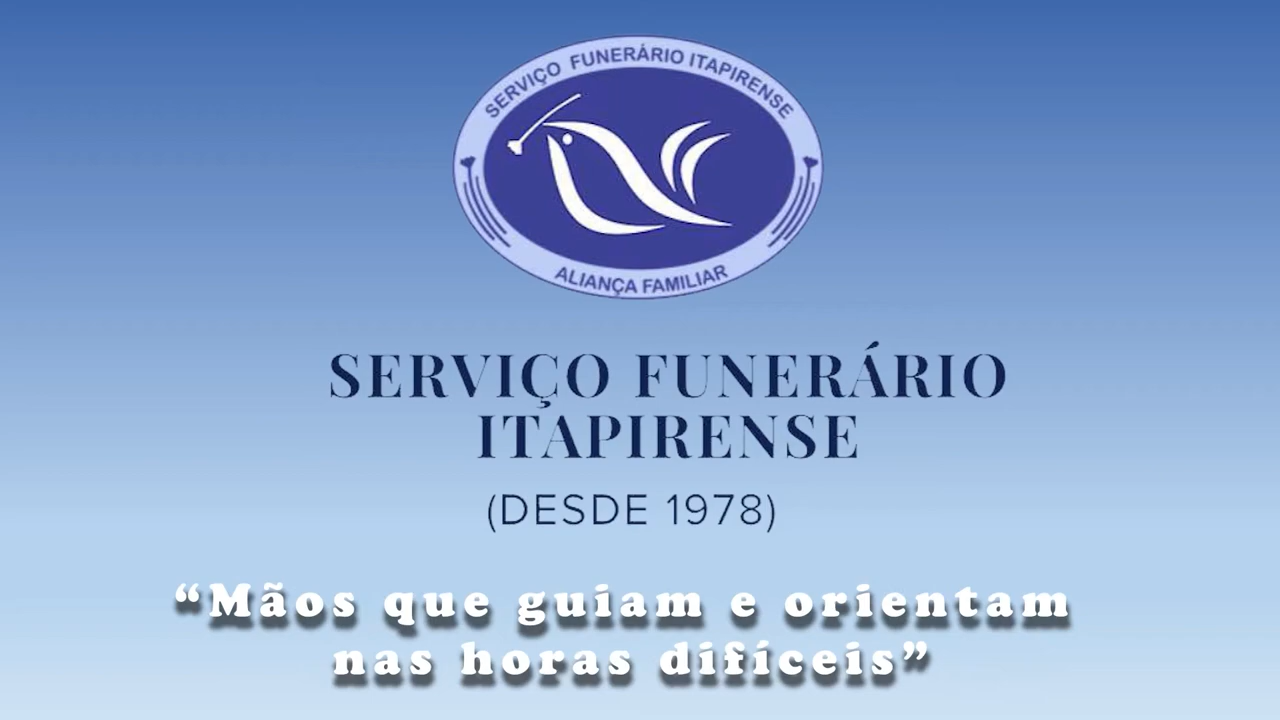 SERVIÇO FUNERÁRIO ITAPIRENSE
ALIANÇA FAMILIAR
SERVIÇO FUNERÁRIO
ITAPIRENSE
(DESDE 1978)
“Mãos que guiam e orientam
nas horas difíceis”